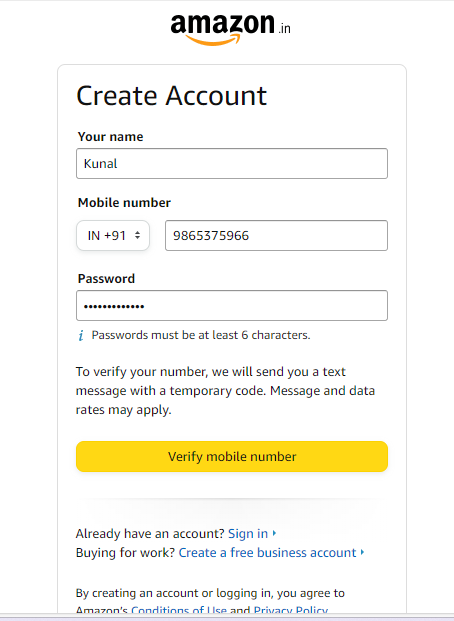 amazon.in
Create Account
Your name
Kunal
Mobile number
IN +91 9865375966
Password
•••••••••••••
i Passwords must be at least 6 characters.
To verify your number, we will send you a text
message with a temporary code. Message and data
rates may apply.
Verify mobile number
Already have an account? Sign in
Buying for work? Create a free business account
By creating an account or logging in, you agree to
Amazon's Conditions of Use and Privacy Policy.